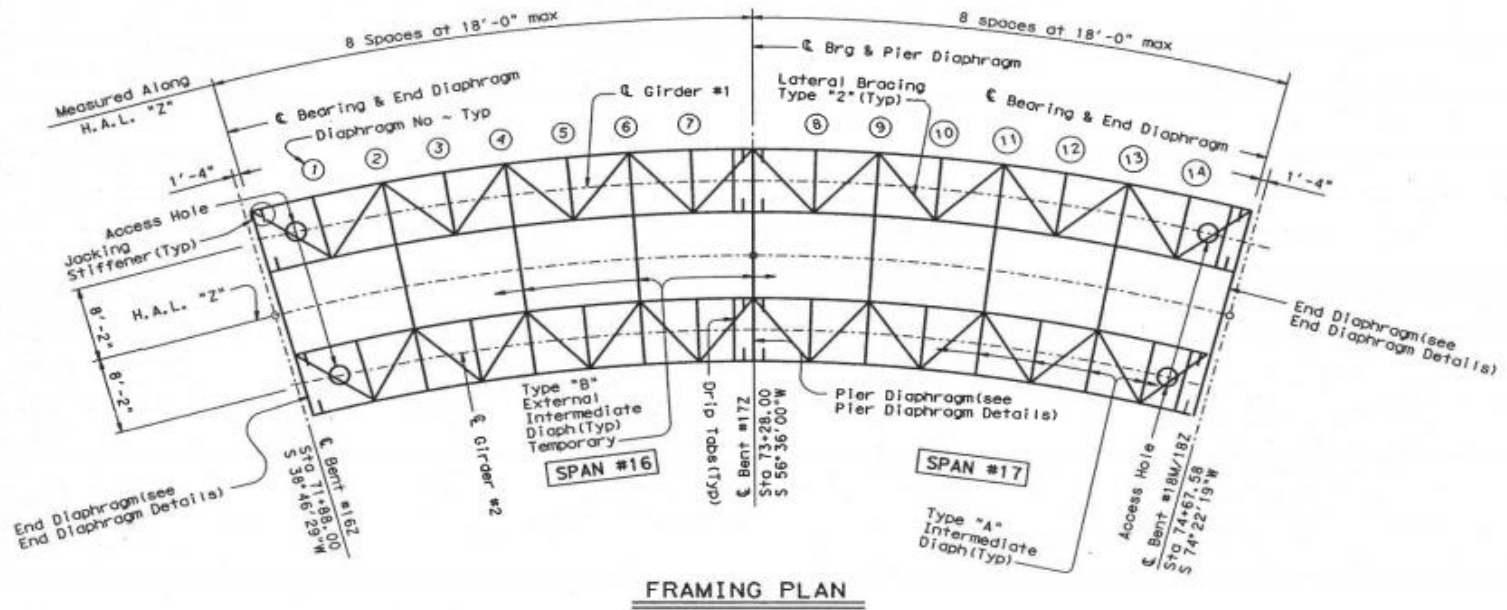 8 Spaces at 18'-0" max
8 spaces at 18'-0" max
Measured Along
H.A.L. "Z"
℄ Bearing & End Diaphragm
Diaphragm No ~ Typ
℄ Girder #1
℄ Brg & Pier Diaphragm
Lateral Bracing
Type "2"(Typ)
℄ Bearing & End Diaphragm
1'-4"
1
2
3
4
5
6
7
8
9
10
11
12
13
14
1'-4"
Access Hole
Jacking
Stiffener(Typ)
H.A.L. "Z"
8'-2"
8'-2"
End Diaphragm(see
End Diaphragm Details)
End Diaphragm(see
End Diaphragm Details)
℄ Bent #16Z
Sta 71+88.00
S 38°46'29"W
℄ Girder #2
Type "B"
External
Intermediate
Diaph(Typ)
Temporary
SPAN #16
Drip Tabs(Typ)
℄ Bent #17Z
Sta 73+28.00
S 56°36'00"W
Pier Diaphragm(see
Pier Diaphragm Details)
SPAN #17
Type "A"
Intermediate
Diaph(Typ)
Access Hole
℄ Bent #18M/18Z
Sta 74+67.58
S 74°22'19"W
FRAMING PLAN